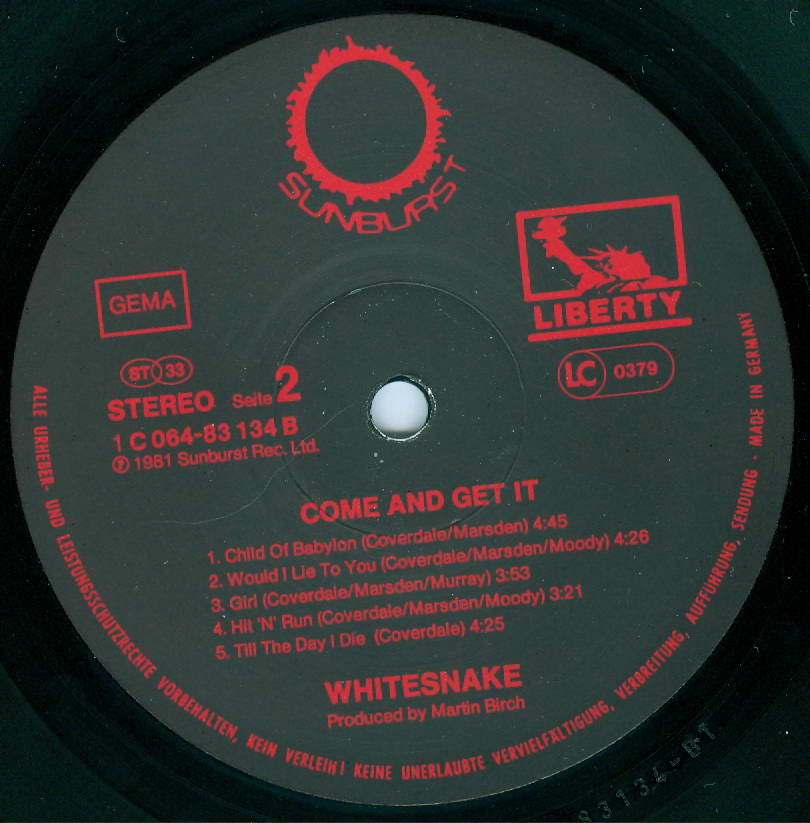 SUNBURST
GEMA
LIBERTY
LC 0379
ST 33
STEREO Seite 2
1 C 064-83 134 B
℗ 1981 Sunburst Rec. Ltd.
COME AND GET IT
1. Child Of Babylon (Coverdale/Marsden) 4:45
2. Would I Lie To You (Coverdale/Marsden/Moody) 4:26
3. Girl (Coverdale/Marsden/Murray) 3:53
4. Hit 'N' Run (Coverdale/Marsden/Moody) 3:21
5. Till The Day I Die (Coverdale) 4:25
WHITESNAKE
Produced by Martin Birch
ALLE URHEBER- UND LEISTUNGSSCHUTZRECHTE VORBEHALTEN, KEIN VERLEIH! KEINE UNERLAUBTE VERVIELFÄLTIGUNG, VERBREITUNG, AUFFÜHRUNG, SENDUNG · MADE IN GERMANY
83134-B1